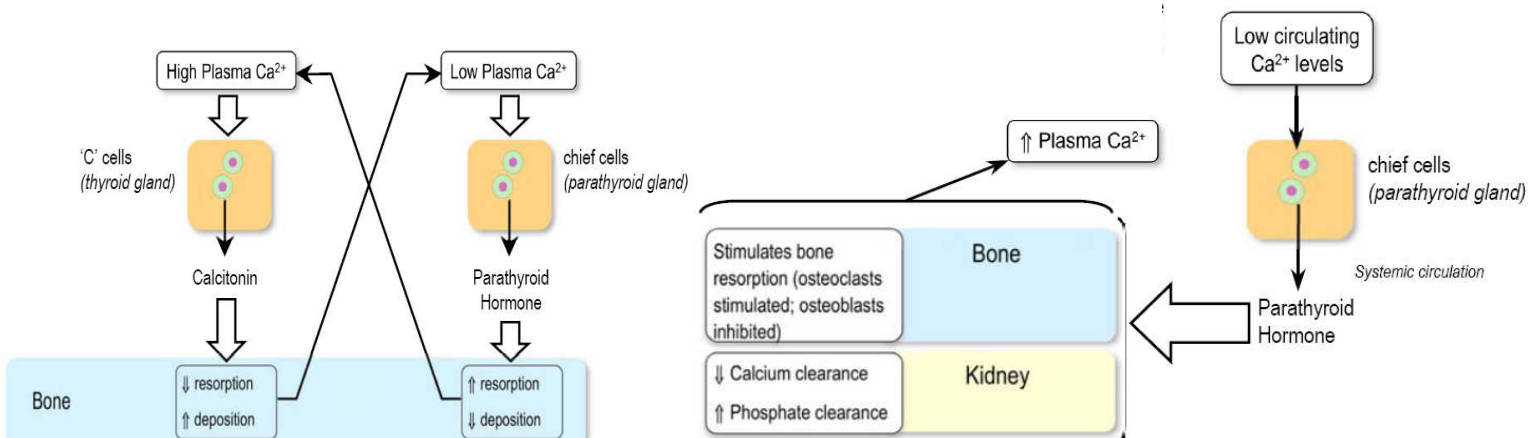 High Plasma Ca²⁺
'C' cells
(thyroid gland)
Calcitonin
⇓ resorption
⇑ deposition
Bone
Low Plasma Ca²⁺
chief cells
(parathyroid gland)
Parathyroid
Hormone
⇑ resorption
⇓ deposition
Low circulating
Ca²⁺ levels
chief cells
(parathyroid gland)
Systemic circulation
Parathyroid
Hormone
⇑ Plasma Ca²⁺
Stimulates bone
resorption (osteoclasts
stimulated; osteoblasts
inhibited)
Bone
⇓ Calcium clearance
⇑ Phosphate clearance
Kidney